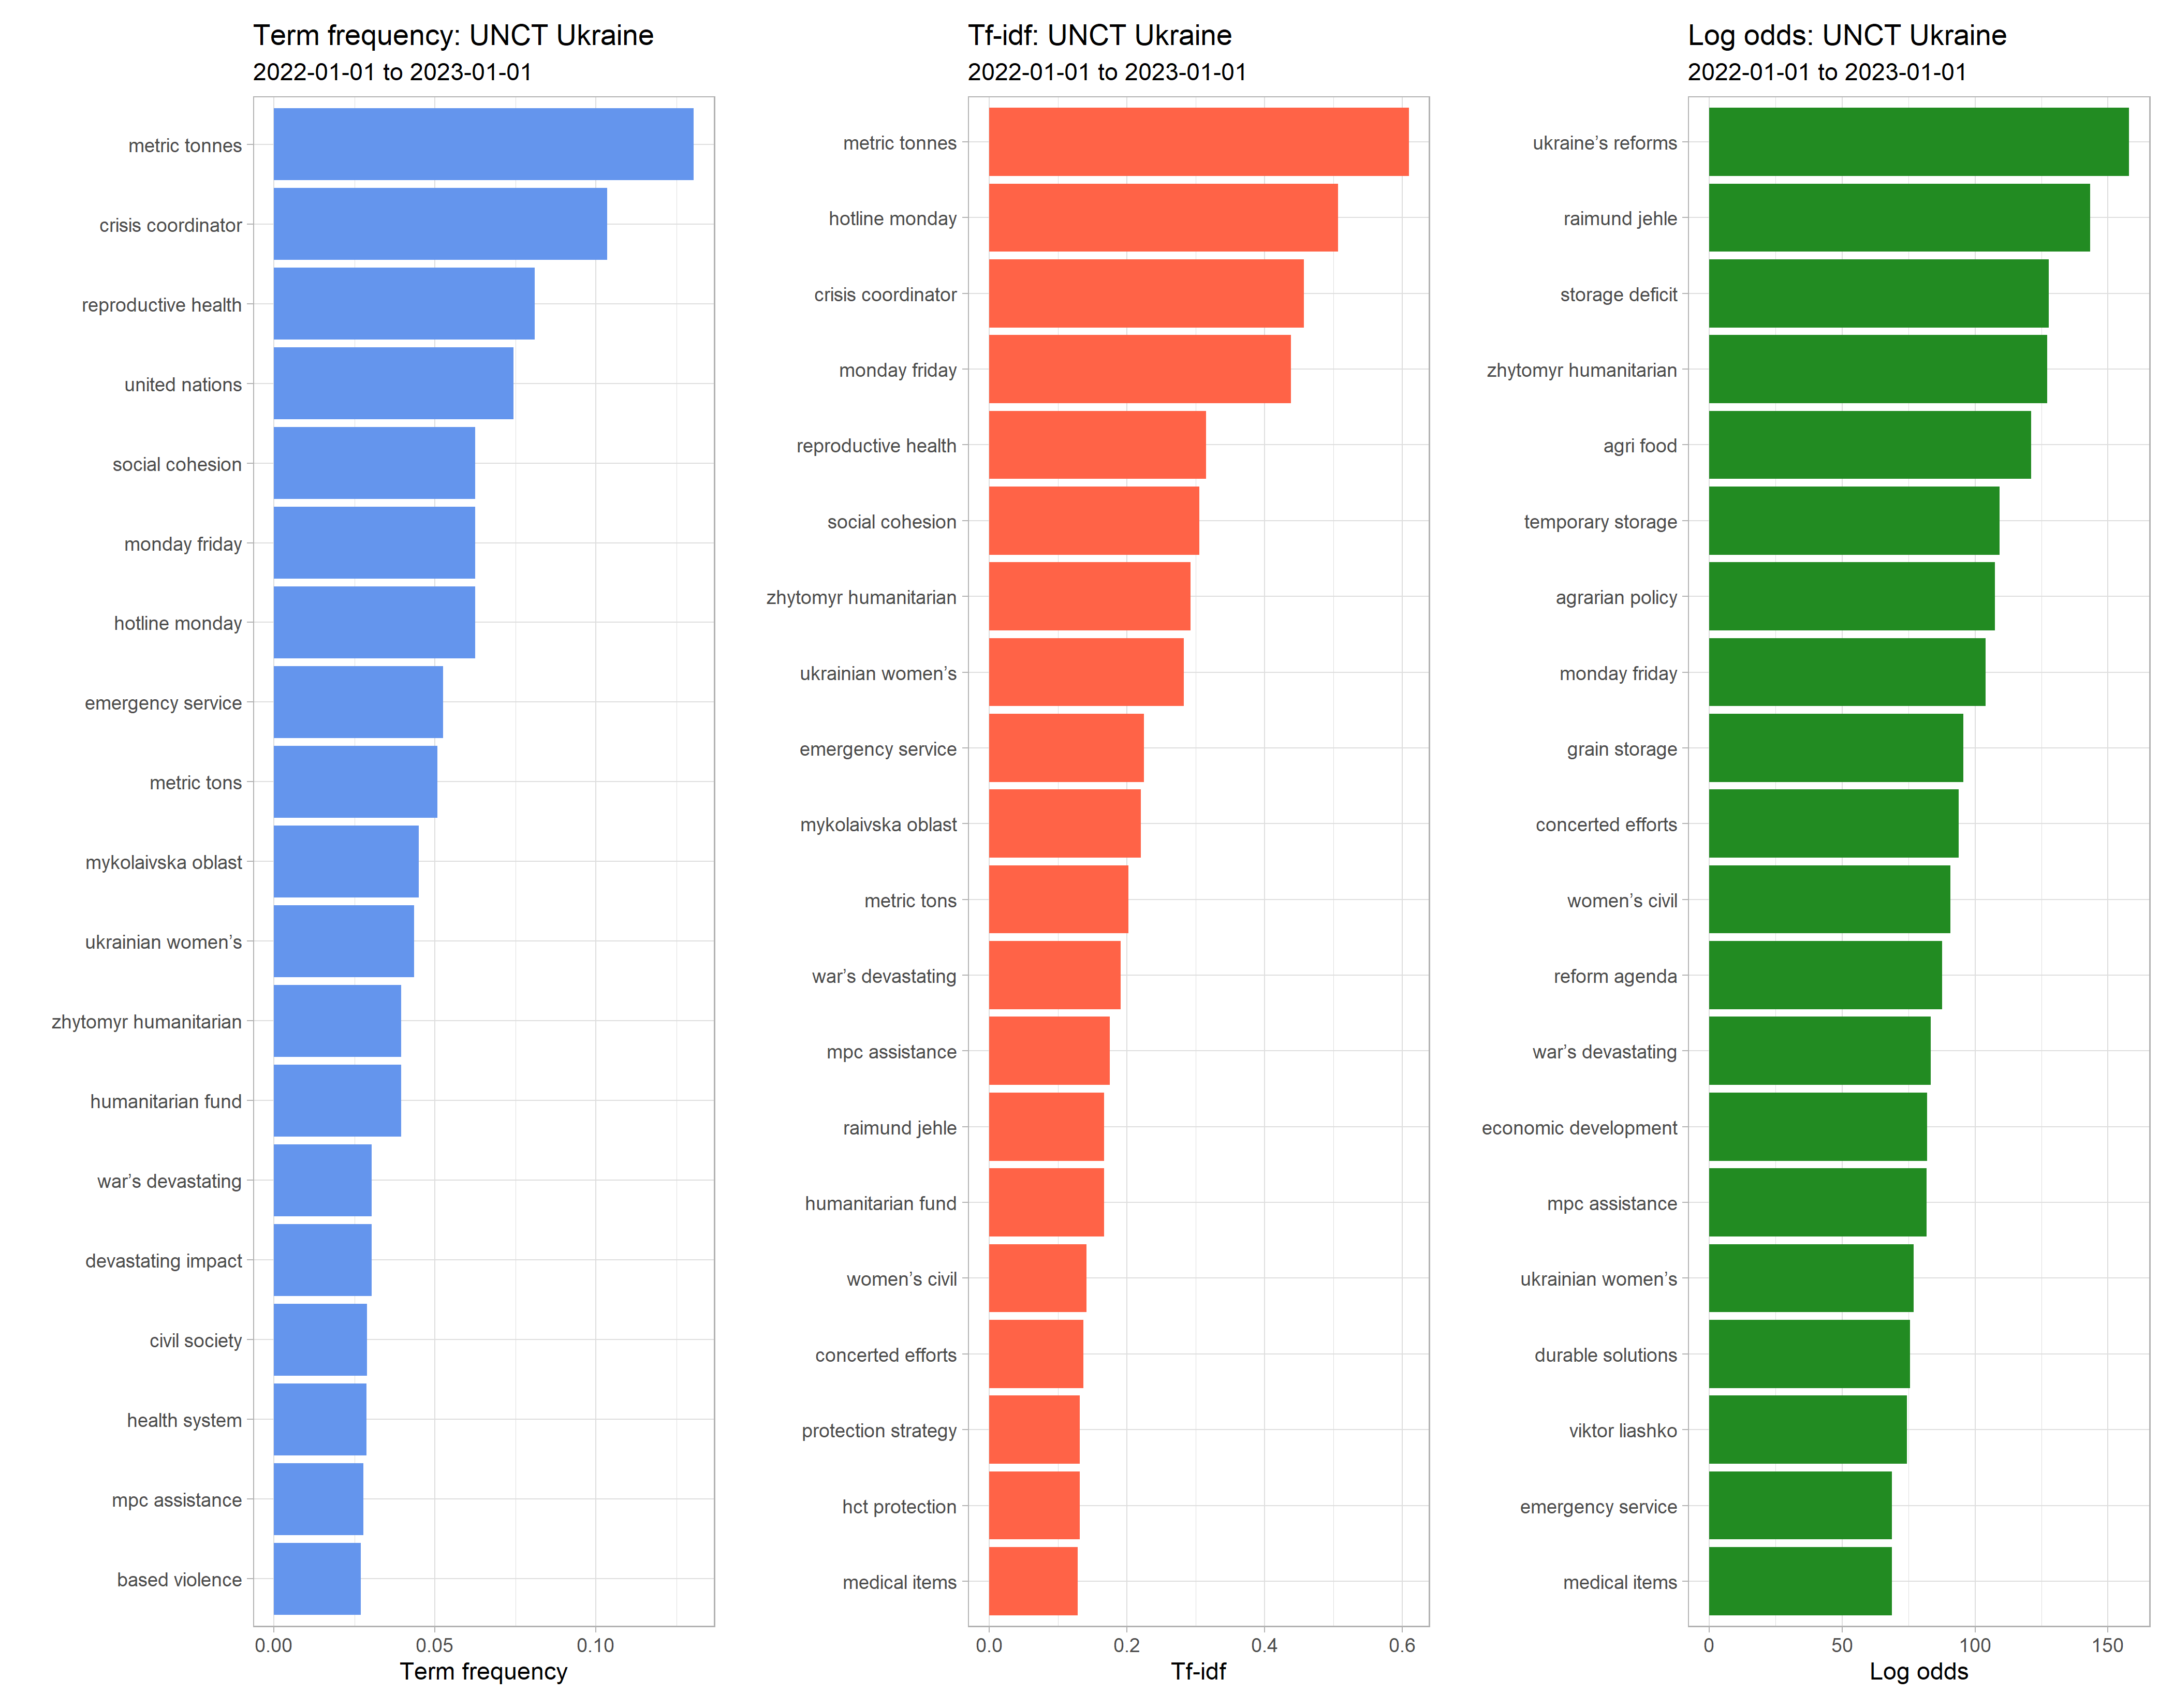 Term frequency: UNCT Ukraine
2022-01-01 to 2023-01-01
metric tonnes
crisis coordinator
reproductive health
united nations
social cohesion
monday friday
hotline monday
emergency service
metric tons
mykolaivska oblast
ukrainian women’s
zhytomyr humanitarian
humanitarian fund
war’s devastating
devastating impact
civil society
health system
mpc assistance
based violence
0.00 0.05 0.10
Term frequency
Tf-idf: UNCT Ukraine
2022-01-01 to 2023-01-01
metric tonnes
hotline monday
crisis coordinator
monday friday
reproductive health
social cohesion
zhytomyr humanitarian
ukrainian women’s
emergency service
mykolaivska oblast
metric tons
war’s devastating
mpc assistance
raimund jehle
humanitarian fund
women’s civil
concerted efforts
protection strategy
hct protection
medical items
0.0 0.2 0.4 0.6
Tf-idf
Log odds: UNCT Ukraine
2022-01-01 to 2023-01-01
ukraine’s reforms
raimund jehle
storage deficit
zhytomyr humanitarian
agri food
temporary storage
agrarian policy
monday friday
grain storage
concerted efforts
women’s civil
reform agenda
war’s devastating
economic development
mpc assistance
ukrainian women’s
durable solutions
viktor liashko
emergency service
medical items
0 50 100 150
Log odds